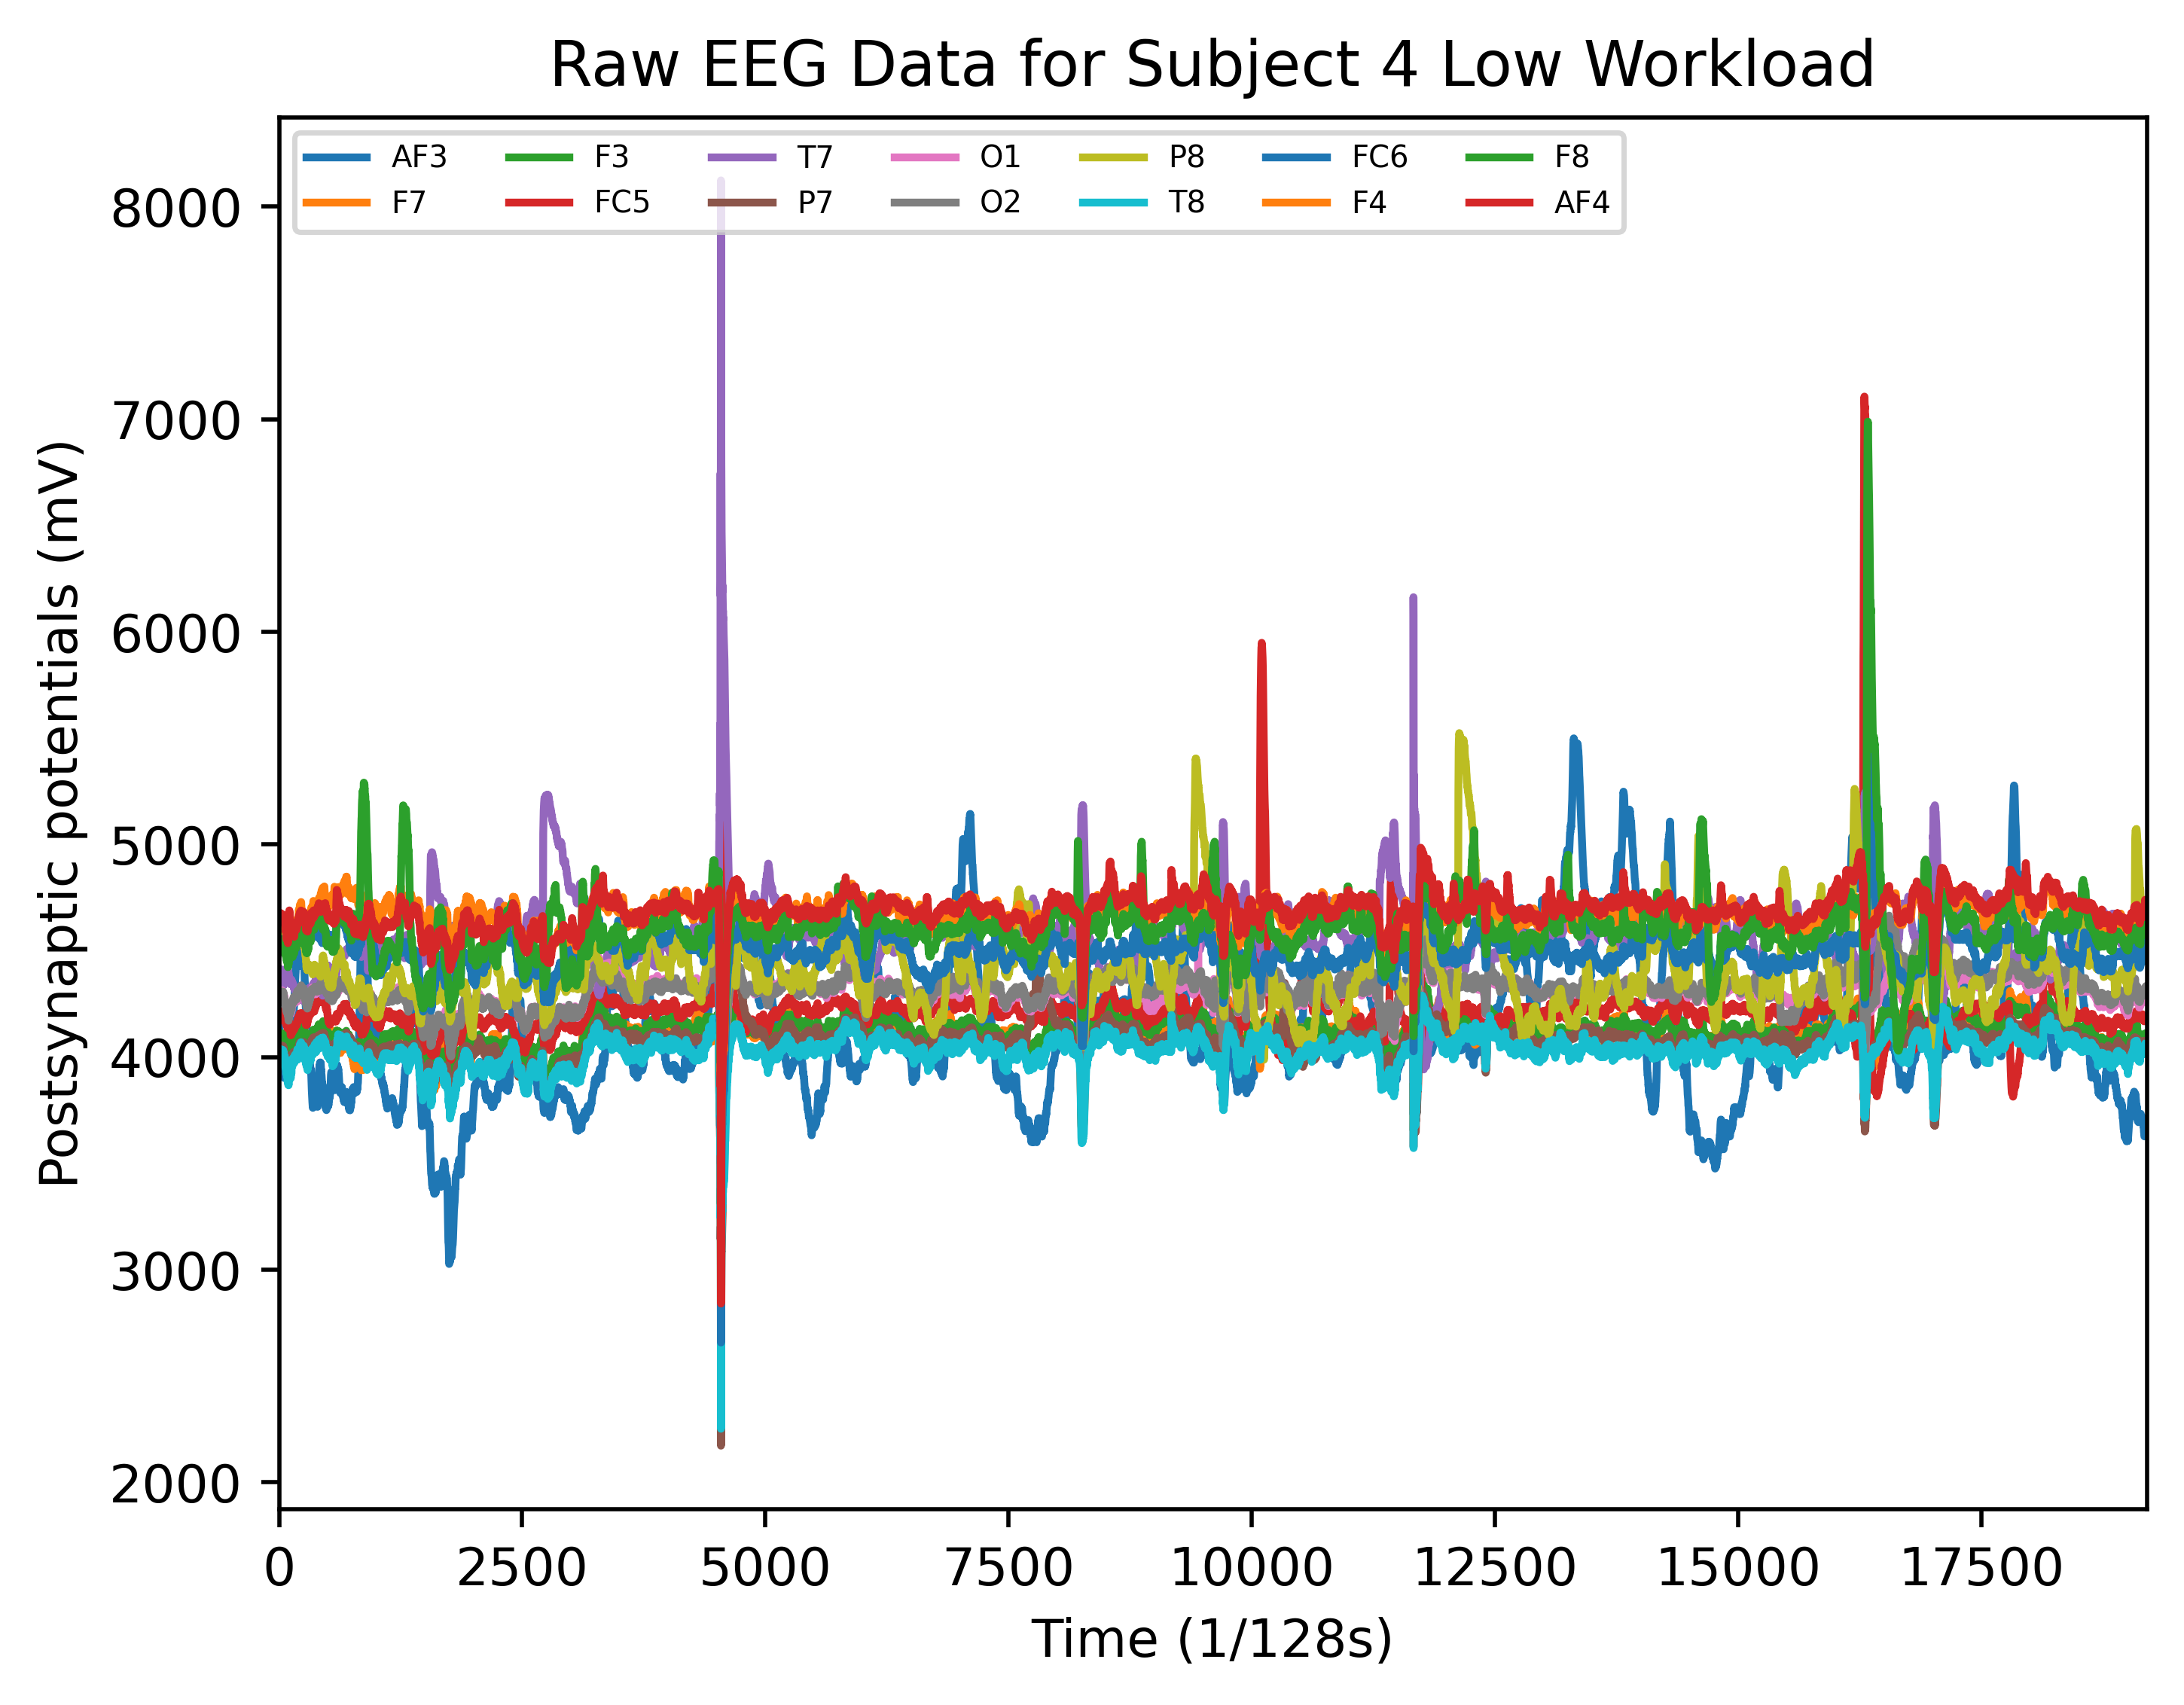 Raw EEG Data for Subject 4 Low Workload
AF3 F3 T7 O1 P8 FC6 F8
F7 FC5 P7 O2 T8 F4 AF4
8000
7000
6000
5000
4000
3000
2000
Postsynaptic potentials (mV)
0 2500 5000 7500 10000 12500 15000 17500
Time (1/128s)